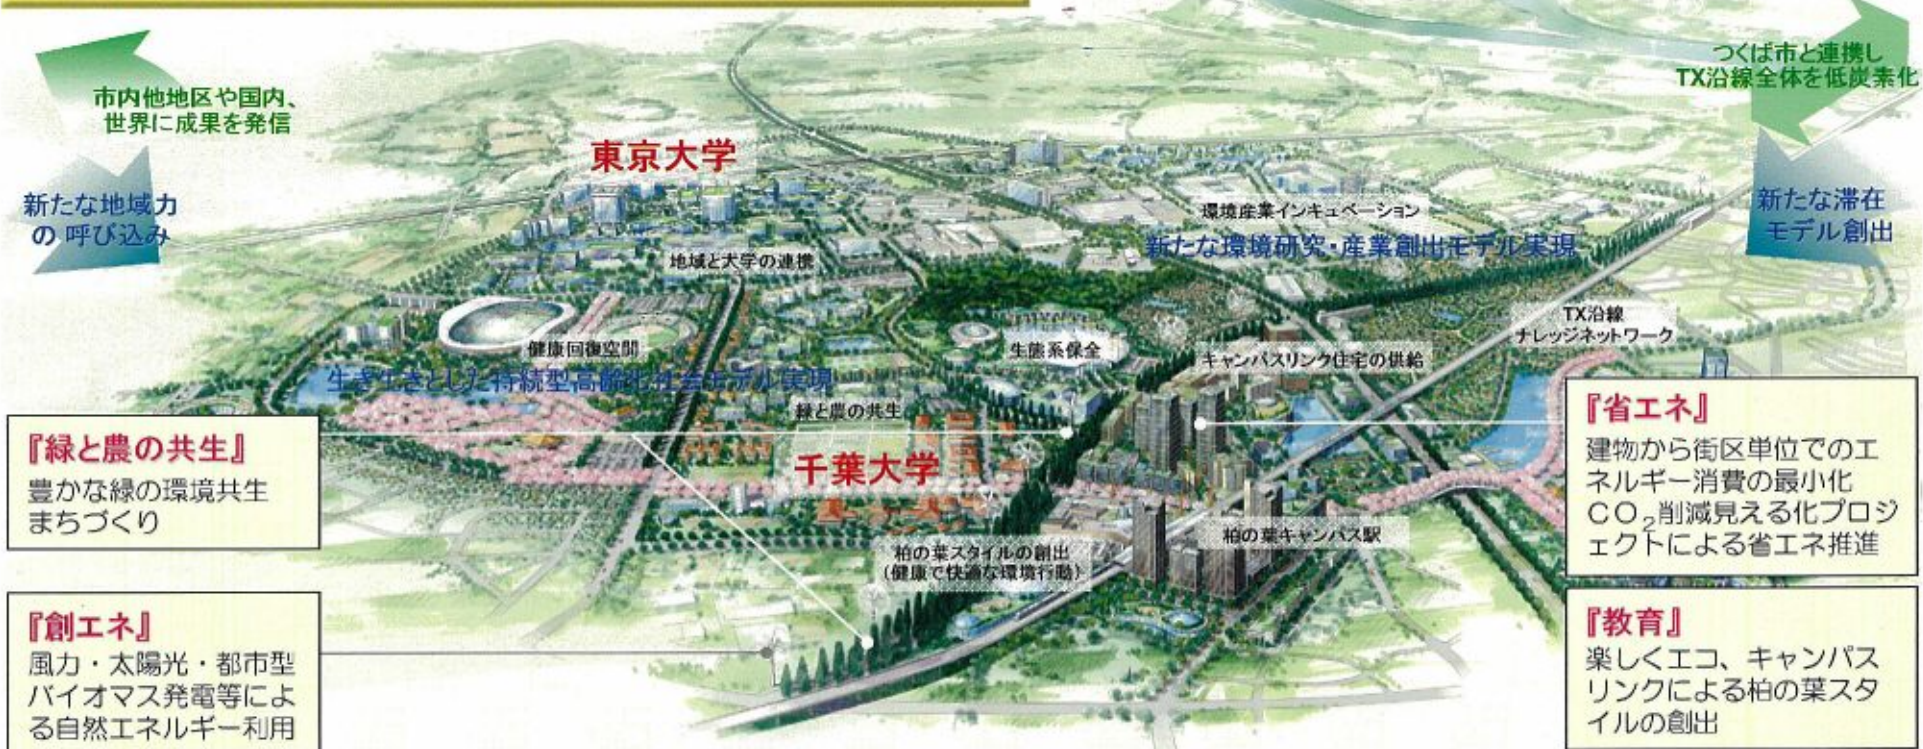 市内他地区や国内、
世界に成果を発信
新たな地域力
の 呼び込み
つくば市と連携し
TX沿線全体を低炭素化
新たな滞在
モデル創出
東京大学
地域と大学の連携
環境産業インキュベーション
新たな環境研究・産業創出モデル実現
健康回復空間
生き生きとした持続型高齢化社会モデル実現
生態系保全
キャンパスリンク住宅の供給
TX沿線
ナレッジネットワーク
緑と農の共生
千葉大学
柏の葉スタイルの創出
(健康で快適な環境行動)
柏の葉キャンパス駅
『緑と農の共生』
豊かな緑の環境共生
まちづくり
『創エネ』
風力・太陽光・都市型
バイオマス発電等によ
る自然エネルギー利用
『省エネ』
建物から街区単位でのエ
ネルギー消費の最小化
CO₂削減見える化プロジ
ェクトによる省エネ推進
『教育』
楽しくエコ、キャンパス
リンクによる柏の葉スタ
イルの創出